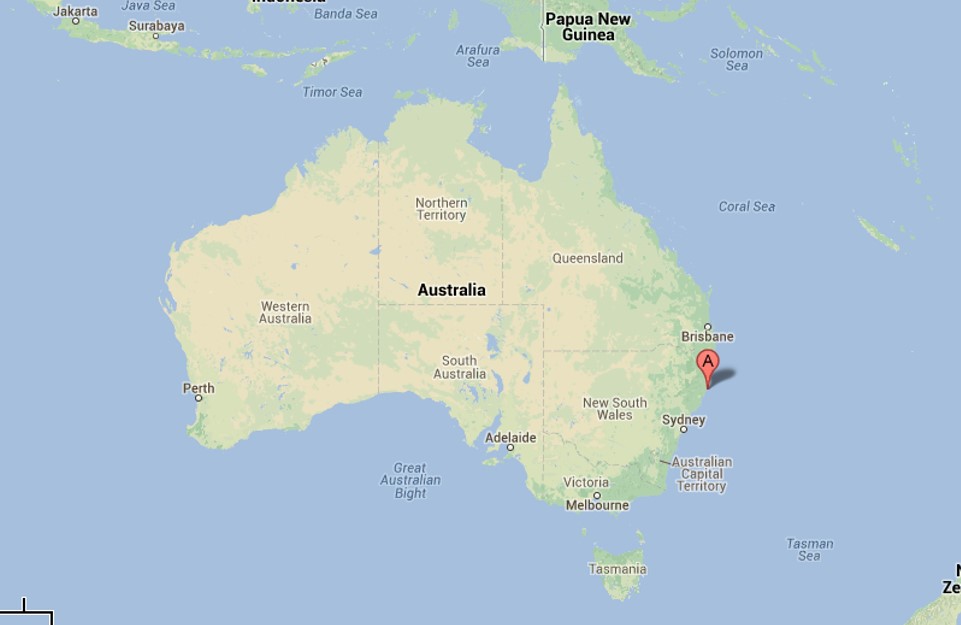 Java Sea
Jakarta
Surabaya
Banda Sea
Papua New
Guinea
Arafura
Sea
Solomon
Sea
Timor Sea
Northern
Territory
Coral Sea
Queensland
Australia
Western
Australia
Brisbane
A
South
Australia
Perth
New South
Wales
Sydney
Adelaide
Great
Australian
Bight
Australian
Capital
Territory
Victoria
Melbourne
Tasman
Sea
Tasmania